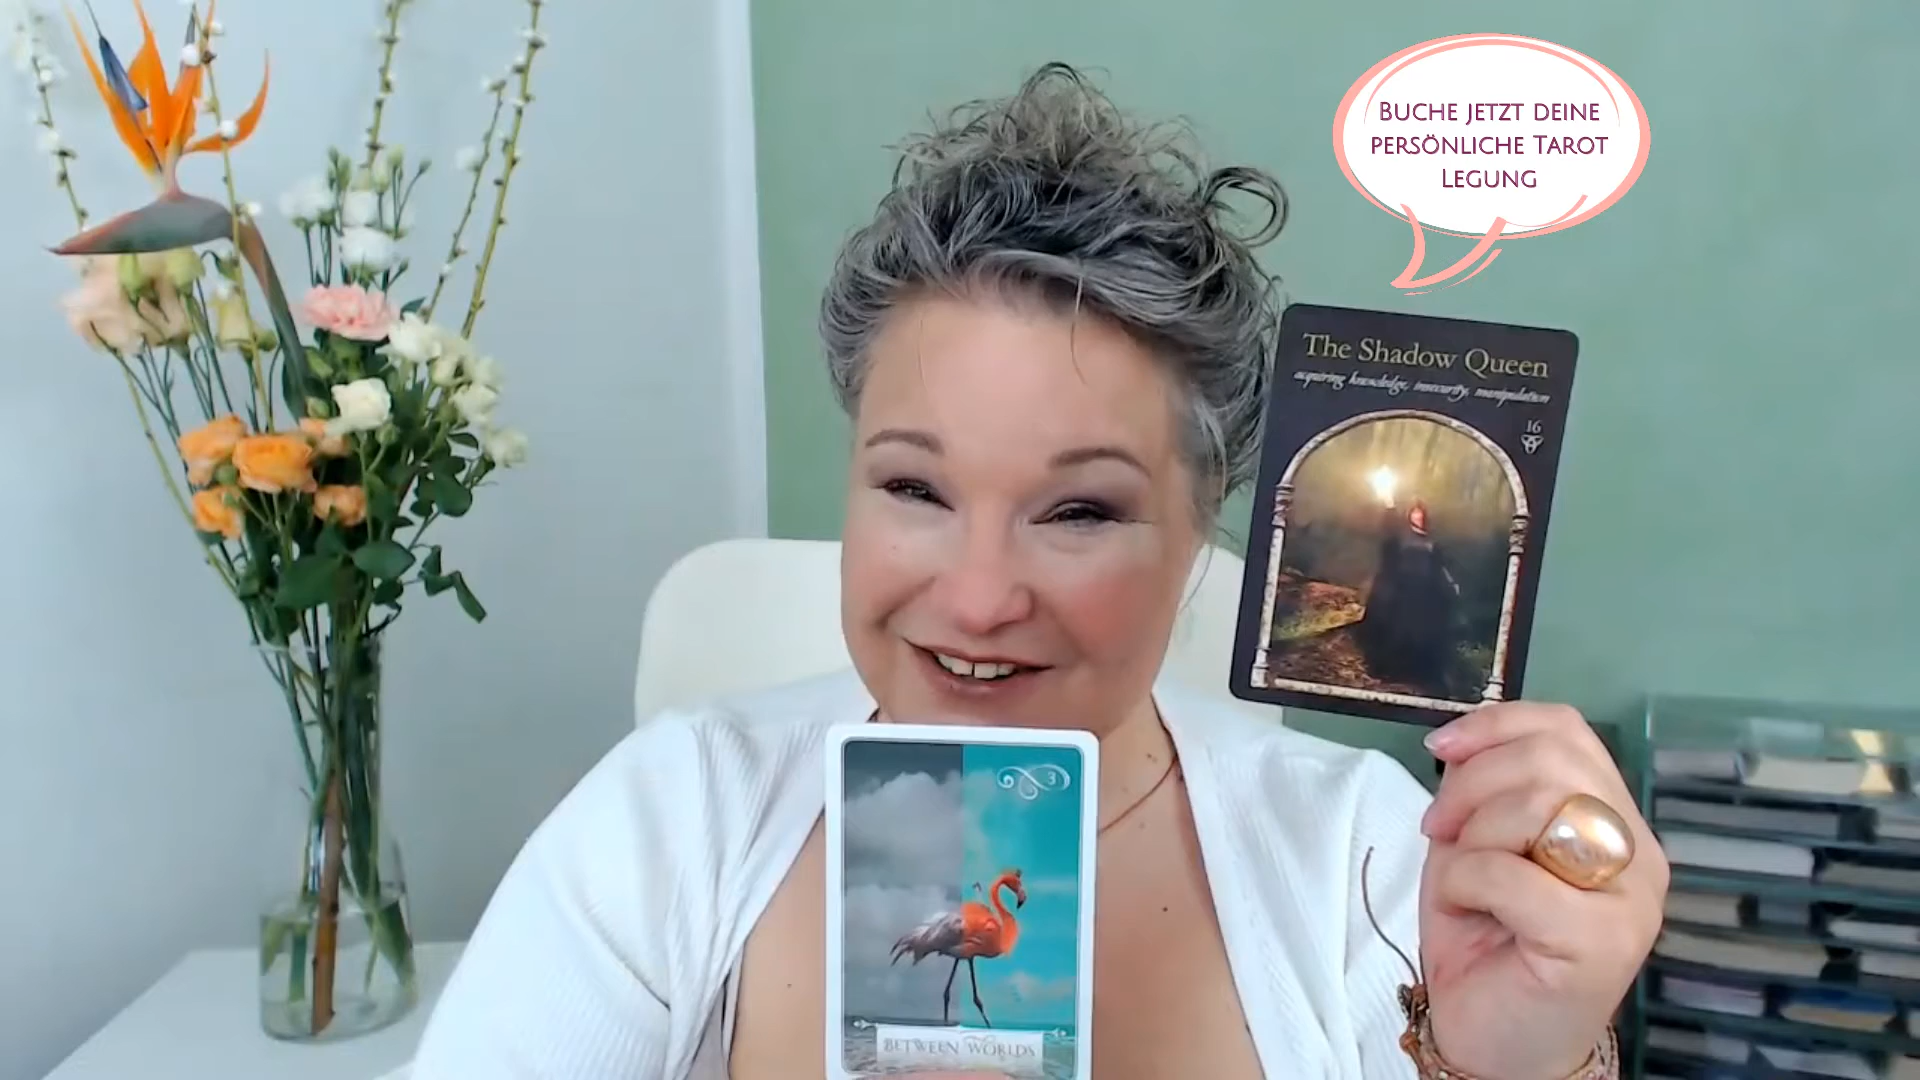 Buche jetzt deine
persönliche Tarot
Legung
The Shadow Queen
acquiring knowledge, insecurity, manipulation
16
3
BETWEEN WORLDS